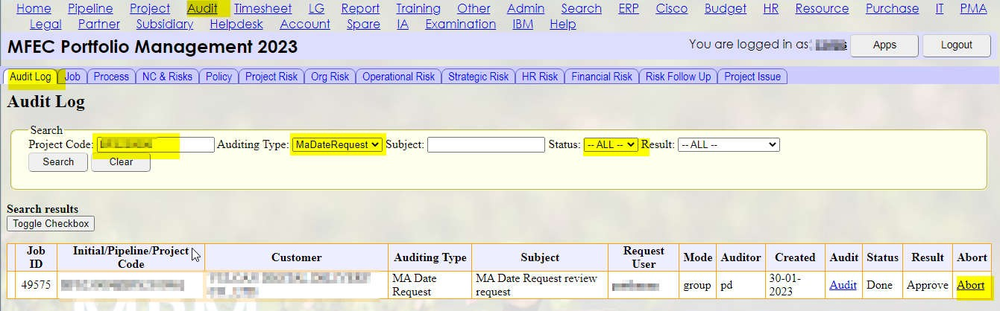 Home Pipeline Project Audit Timesheet LG Report Training Other Admin Search ERP Cisco Budget HR Resource Purchase IT PMA
Legal Partner Subsidiary Helpdesk Account Spare IA Examination IBM Help
MFEC Portfolio Management 2023 You are logged in as: Apps Logout
Audit Log Job Process NC & Risks Policy Project Risk Org Risk Operational Risk Strategic Risk HR Risk Financial Risk Risk Follow Up Project Issue
Audit Log
Search
Project Code: Auditing Type: MaDateRequest Subject: Status: -- ALL -- Result: -- ALL --
Search Clear
Search results
Toggle Checkbox
Job ID Initial/Pipeline/Project Code Customer Auditing Type Subject Request User Mode Auditor Created Audit Status Result Abort
49575 MA Date Request MA Date Request review request group pd 30-01-2023 Audit Done Approve Abort